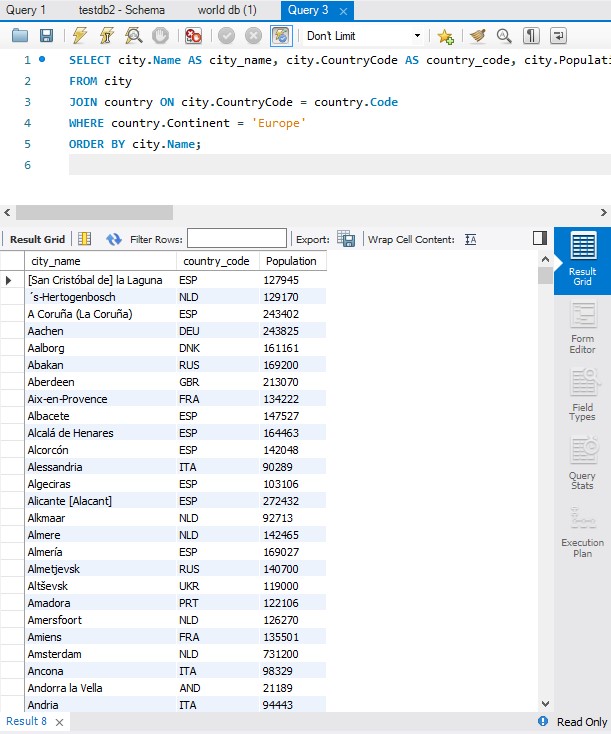 Query 1 testdb2 - Schema world db (1) Query 3
Don't Limit
1 SELECT city.Name AS city_name, city.CountryCode AS country_code, city.Populati
2 FROM city
3 JOIN country ON city.CountryCode = country.Code
4 WHERE country.Continent = 'Europe'
5 ORDER BY city.Name;
6
Result Grid Filter Rows: Export: Wrap Cell Content:
city_name country_code Population
[San Cristóbal de] la Laguna ESP 127945
´s-Hertogenbosch NLD 129170
A Coruña (La Coruña) ESP 243402
Aachen DEU 243825
Aalborg DNK 161161
Abakan RUS 169200
Aberdeen GBR 213070
Aix-en-Provence FRA 134222
Albacete ESP 147527
Alcalá de Henares ESP 164463
Alcorcón ESP 142048
Alessandria ITA 90289
Algeciras ESP 103106
Alicante [Alacant] ESP 272432
Alkmaar NLD 92713
Almere NLD 142465
Almería ESP 169027
Almetjevsk RUS 140700
Altševsk UKR 119000
Amadora PRT 122106
Amersfoort NLD 126270
Amiens FRA 135501
Amsterdam NLD 731200
Ancona ITA 98329
Andorra la Vella AND 21189
Andria ITA 94443
Result
Grid
Form
Editor
Field
Types
Query
Stats
Execution
Plan
Result 8 Read Only